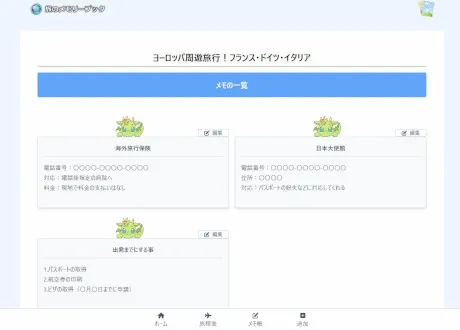 旅のメモリーブック
ヨーロッパ周遊旅行!フランス・ドイツ・イタリア
メモの一覧
編集
海外旅行保険
電話番号:〇〇〇〇-〇〇〇〇-〇〇〇〇
対応:電話後指定の病院へ
料金:現地で料金の支払いはなし
編集
日本大使館
電話番号:〇〇〇〇-〇〇〇〇-〇〇〇〇
住所:〇〇〇〇
対応:パスポートの紛失などに対応してくれる
編集
出発までにする事
1.パスポートの取得
2.航空券の印刷
3.ビザの取得(〇月〇日までに申請)
ホーム
旅程表
メモ帳
追加